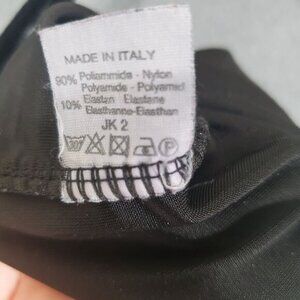 MADE IN ITALY
90% Poliammide - Nylon
Polyamide - Polyamid
10% Elastan Elastane
Elasthanne-Elasthan
JK 2